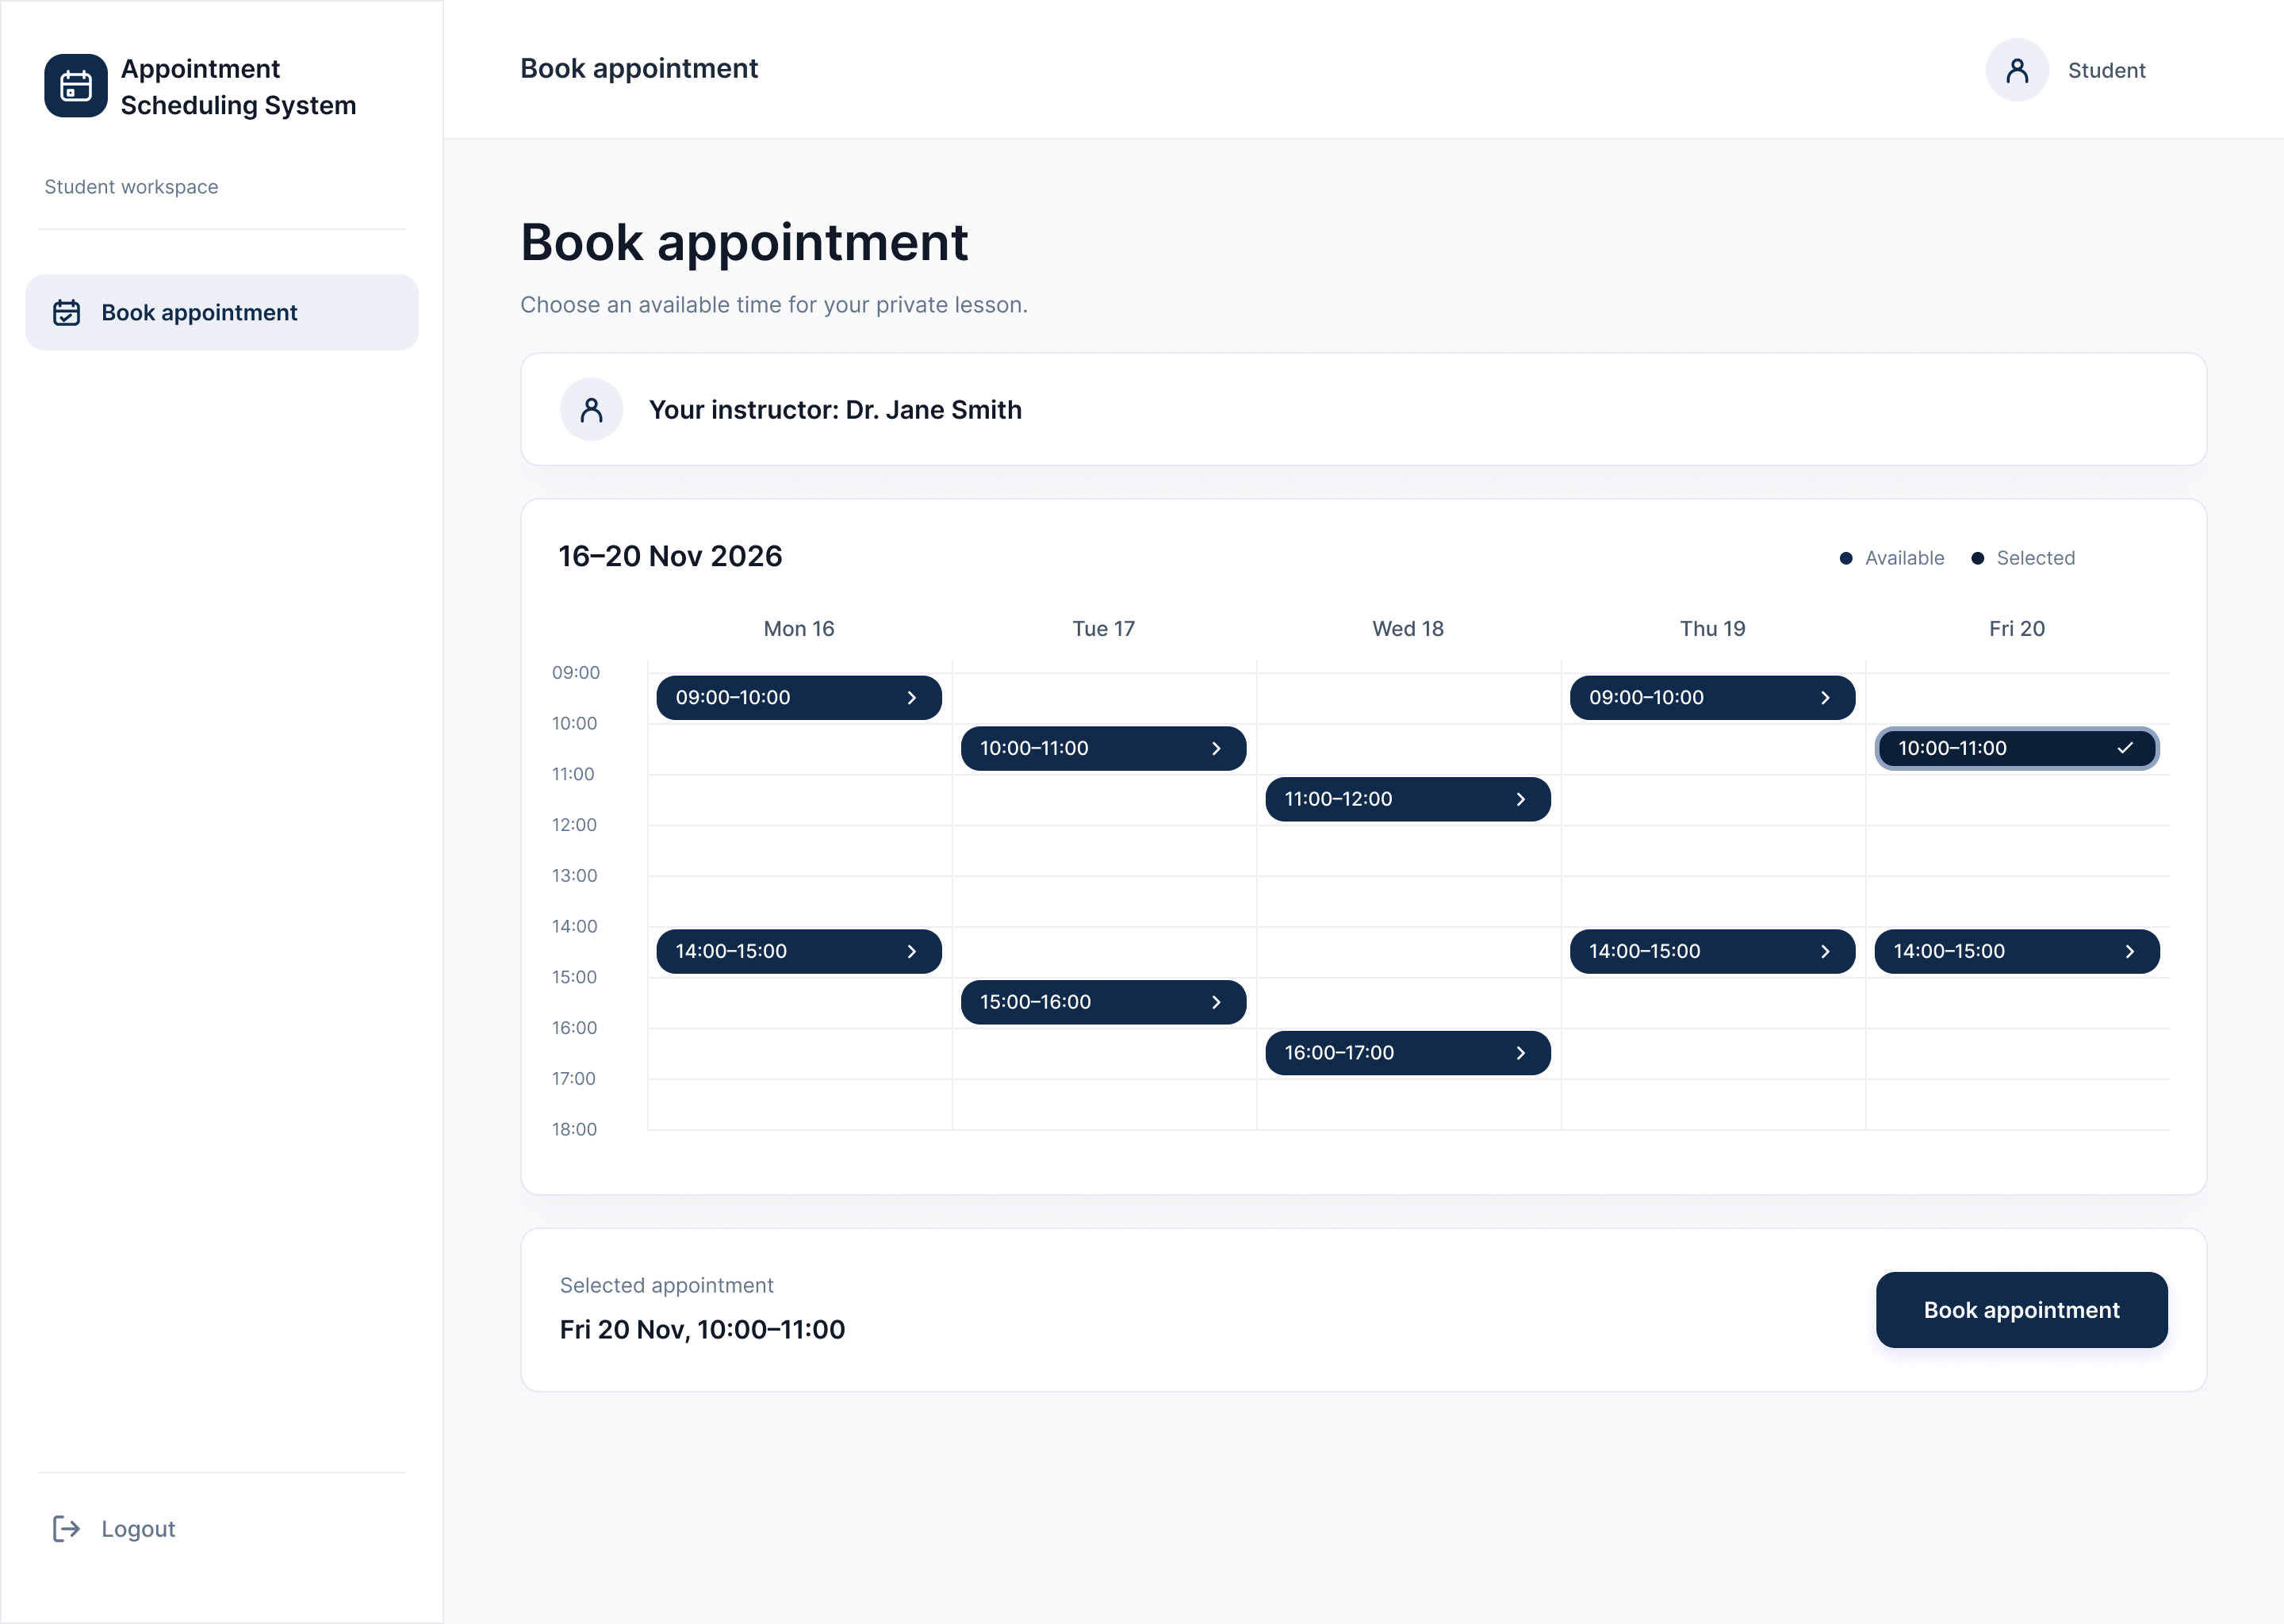 Appointment
Scheduling System
Student workspace
Book appointment
Logout
Book appointment
Student
Book appointment
Choose an available time for your private lesson.
Your instructor: Dr. Jane Smith
16–20 Nov 2026
Available
Selected
Mon 16
Tue 17
Wed 18
Thu 19
Fri 20
09:00
09:00–10:00
09:00–10:00
10:00
10:00–11:00
10:00–11:00
11:00
11:00–12:00
12:00
13:00
14:00
14:00–15:00
14:00–15:00
14:00–15:00
15:00
15:00–16:00
16:00
16:00–17:00
17:00
18:00
Selected appointment
Fri 20 Nov, 10:00–11:00
Book appointment